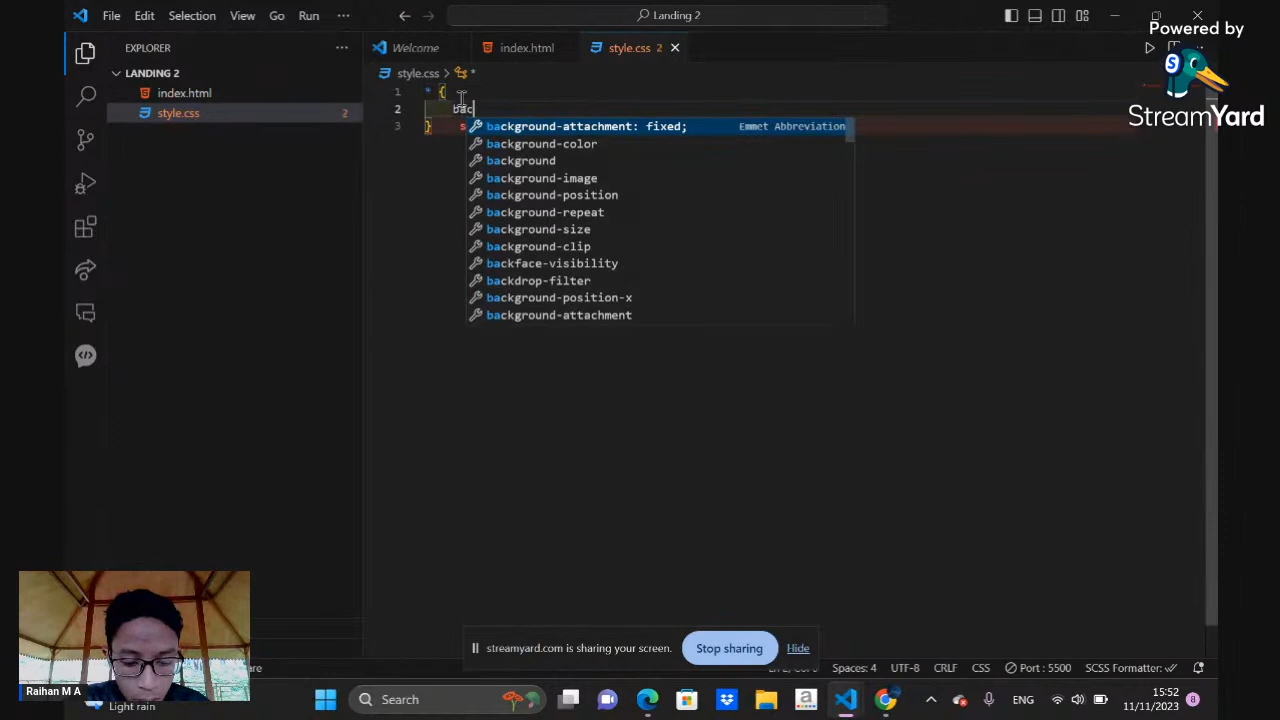 File Edit Selection View Go Run ···
Landing 2
Powered by
StreamYard
EXPLORER
Welcome
index.html
style.css 2
LANDING 2
index.html
style.css 2
style.css > *
1 * {
2 bac
3 } s
background-attachment: fixed; Emmet Abbreviation
background-color
background
background-image
background-position
background-repeat
background-size
background-clip
backface-visibility
backdrop-filter
background-position-x
background-attachment
streamyard.com is sharing your screen. Stop sharing Hide
Spaces: 4 UTF-8 CRLF CSS Port : 5500 SCSS Formatter:
Raihan M A
Light rain
Search
ENG
15:52
11/11/2023
8